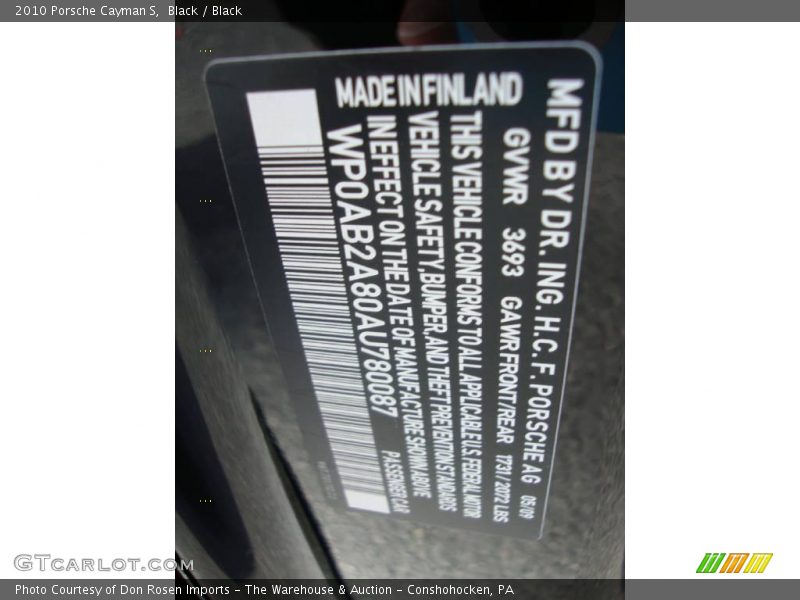 2010 Porsche Cayman S,  Black / Black
MFD BY DR. ING. H.C. F. PORSCHE AG 05/09
GVWR 3693 GAWR FRONT/REAR 1731 / 2072 LBS
THIS VEHICLE CONFORMS TO ALL APPLICABLE U.S. FEDERAL MOTOR
VEHICLE SAFETY, BUMPER, AND THEFT PREVENTION STANDARDS
IN EFFECT ON THE DATE OF MANUFACTURE SHOWN ABOVE
MADE IN FINLAND
WP0AB2A80AU780087 PASSENGER CAR
GTcarlot.com
Photo Courtesy of Don Rosen Imports - The Warehouse & Auction - Conshohocken, PA